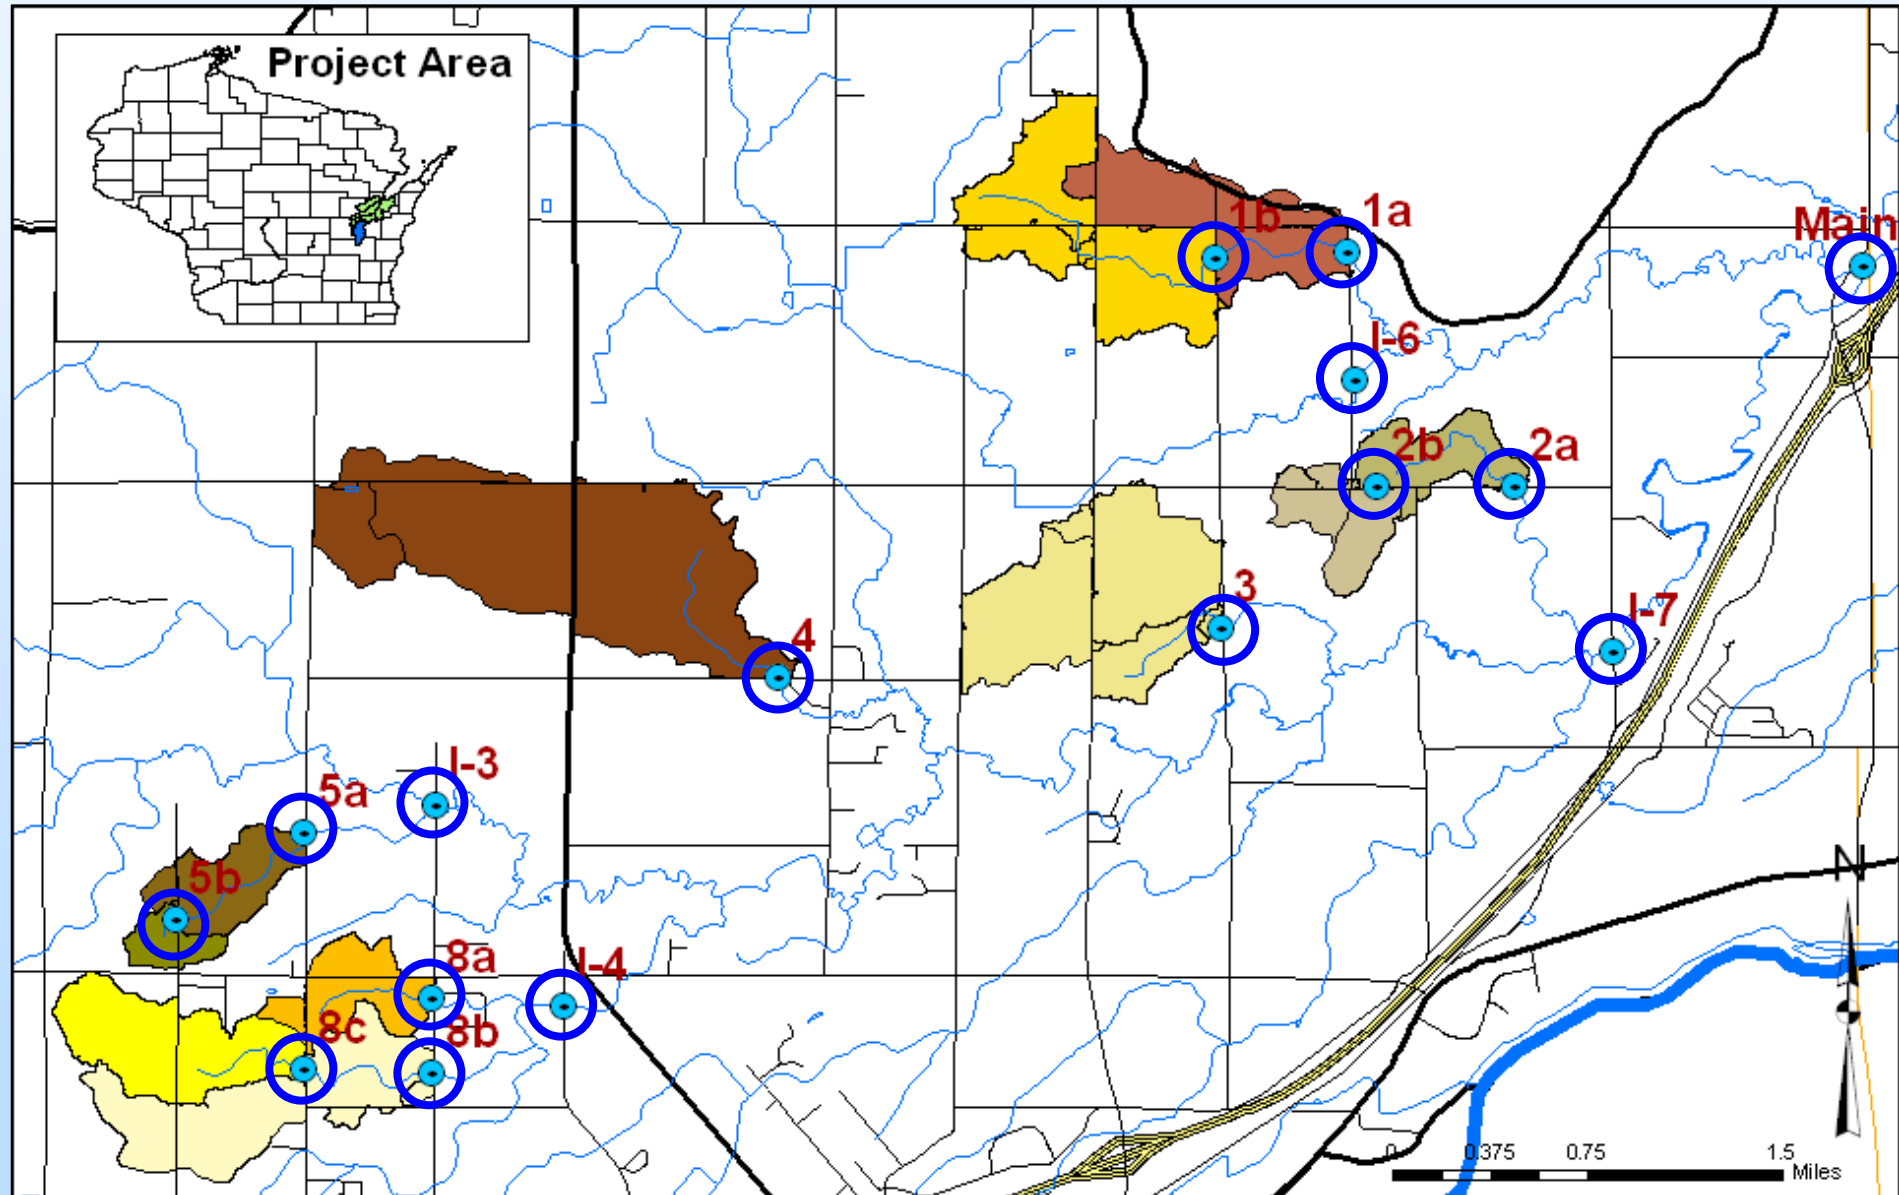 Project Area
1b
1a
Main
I-6
2b
2a
3
I-7
4
I-3
5a
5b
N
8a
I-4
8c
8b
0 0.375 0.75 1.5
Miles